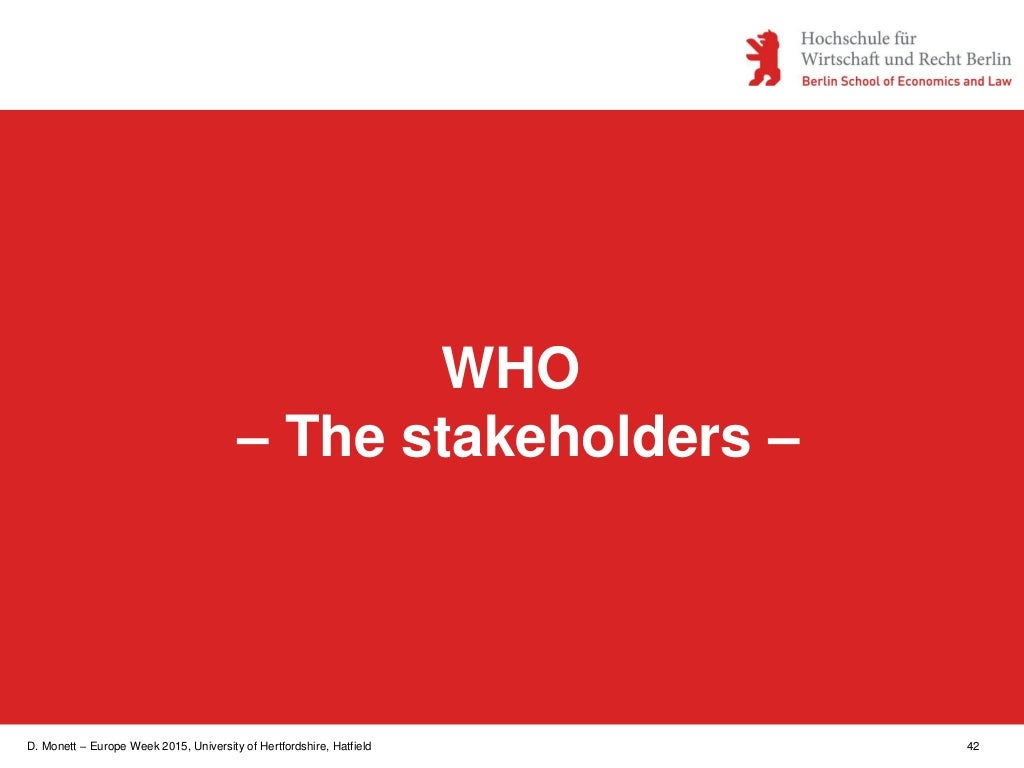 Hochschule für
Wirtschaft und Recht Berlin
Berlin School of Economics and Law
WHO
– The stakeholders –
D. Monett – Europe Week 2015, University of Hertfordshire, Hatfield
42